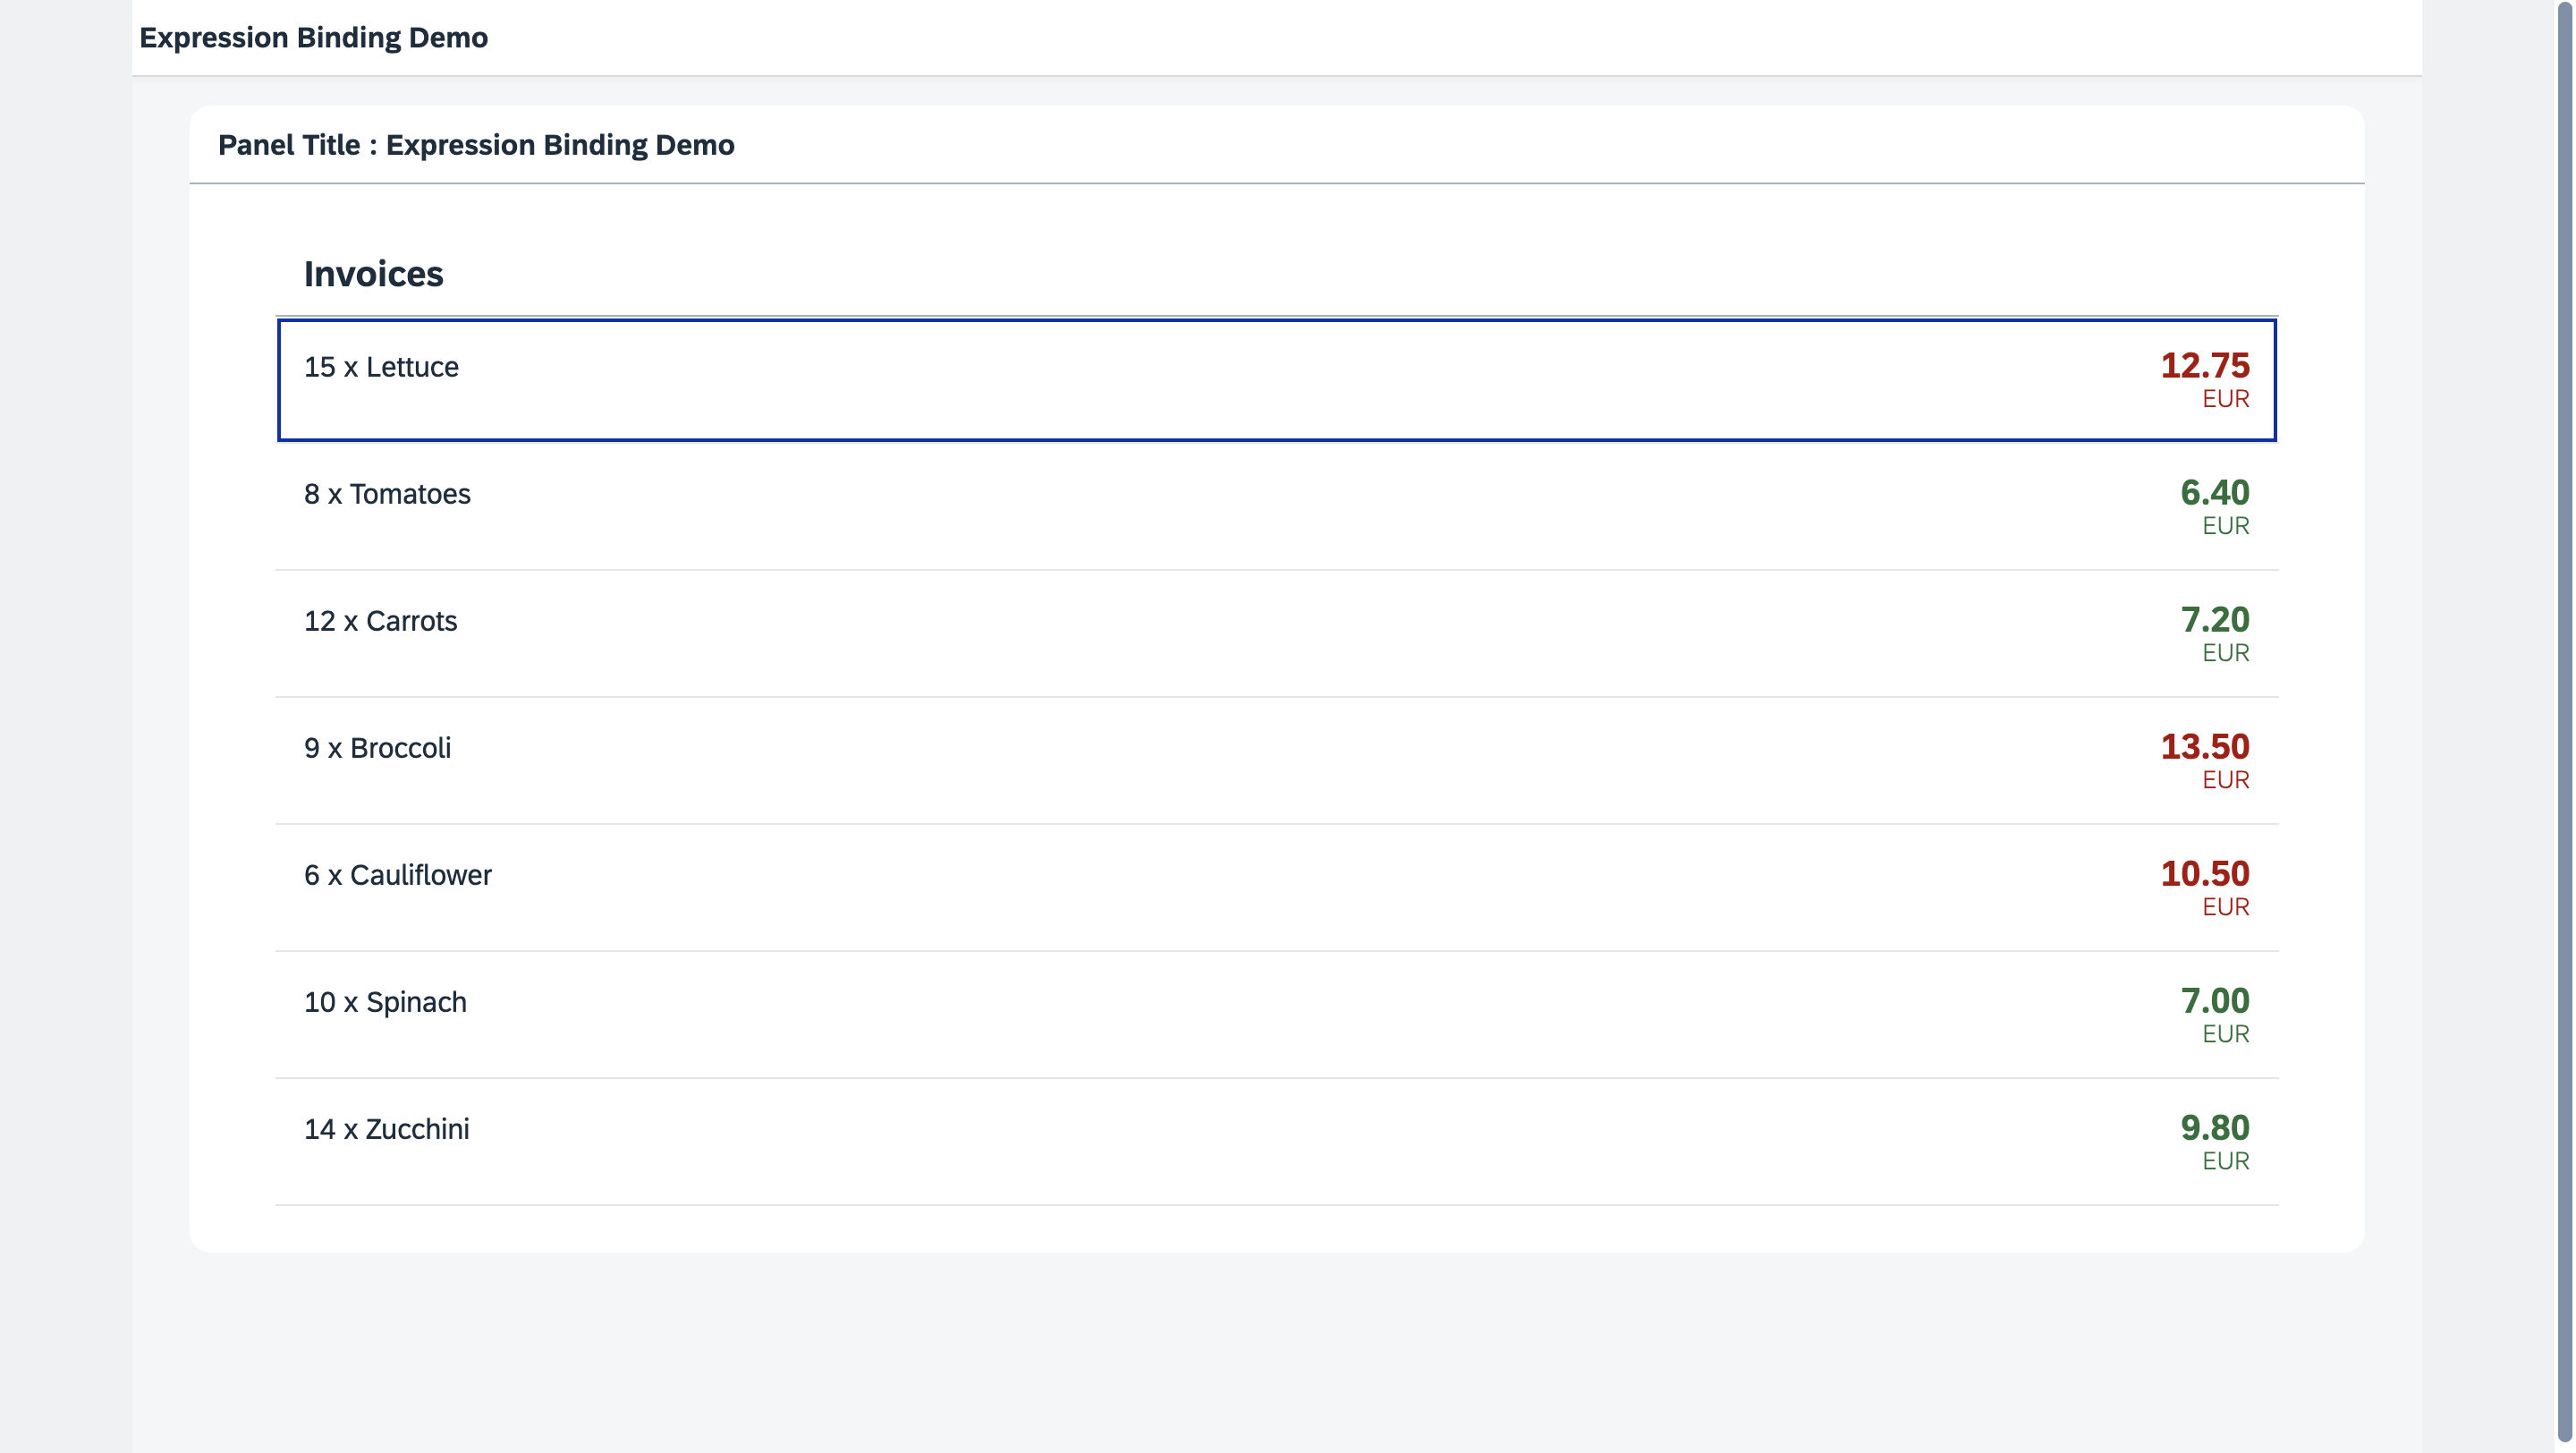 Expression Binding Demo
Panel Title : Expression Binding Demo
Invoices
15 x Lettuce
12.75
EUR
8 x Tomatoes
6.40
EUR
12 x Carrots
7.20
EUR
9 x Broccoli
13.50
EUR
6 x Cauliflower
10.50
EUR
10 x Spinach
7.00
EUR
14 x Zucchini
9.80
EUR